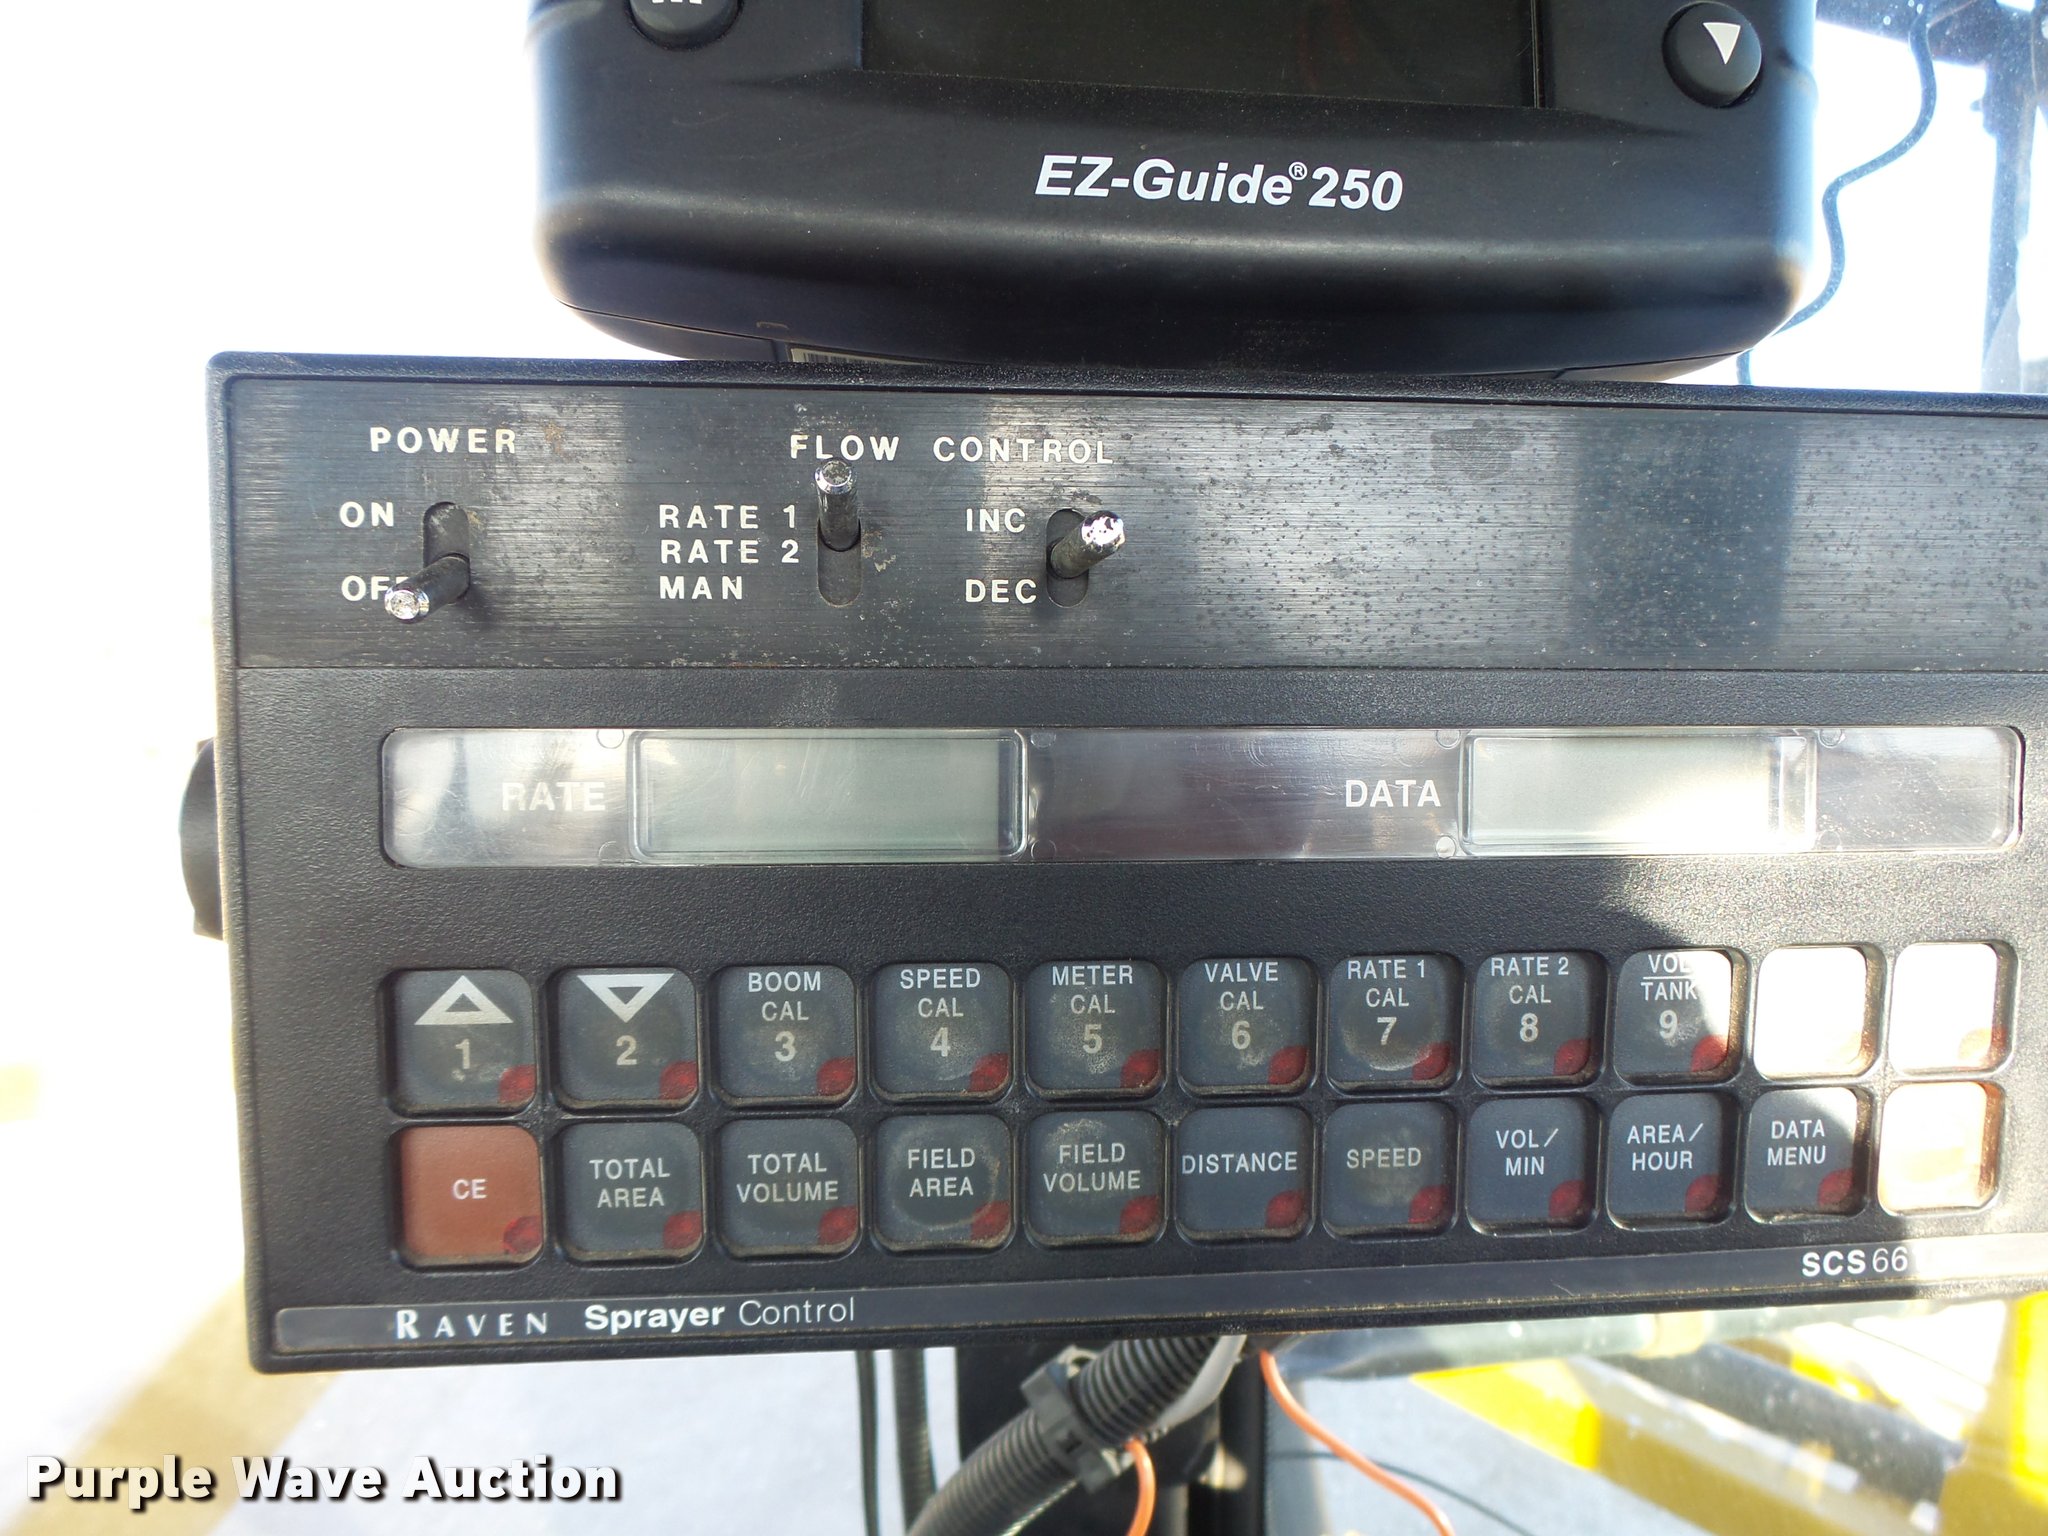 EZ-Guide® 250
POWER
FLOW CONTROL
ON
RATE 1
INC
RATE 2
OFF
MAN
DEC
RATE
DATA
1
2
BOOM CAL 3
SPEED CAL 4
METER CAL 5
VALVE CAL 6
RATE 1 CAL 7
RATE 2 CAL 8
VOL TANK 9
CE
TOTAL AREA
TOTAL VOLUME
FIELD AREA
FIELD VOLUME
DISTANCE
SPEED
VOL/ MIN
AREA/ HOUR
DATA MENU
RAVEN Sprayer Control
Purple Wave Auction